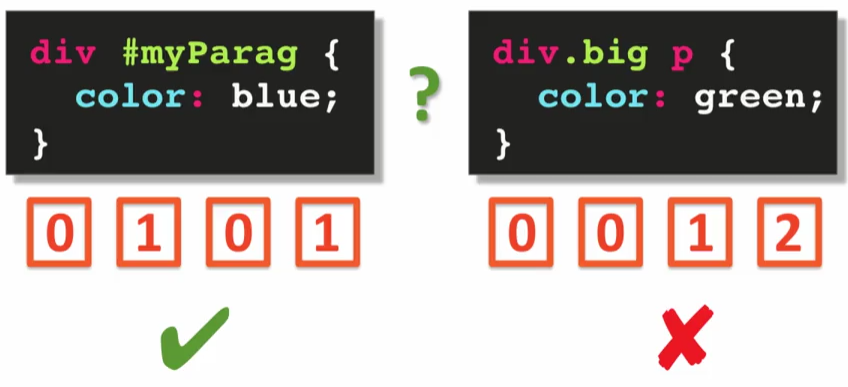 div #myParag {
  color: blue;
}
0 1 0 1
?
div.big p {
  color: green;
}
0 0 1 2